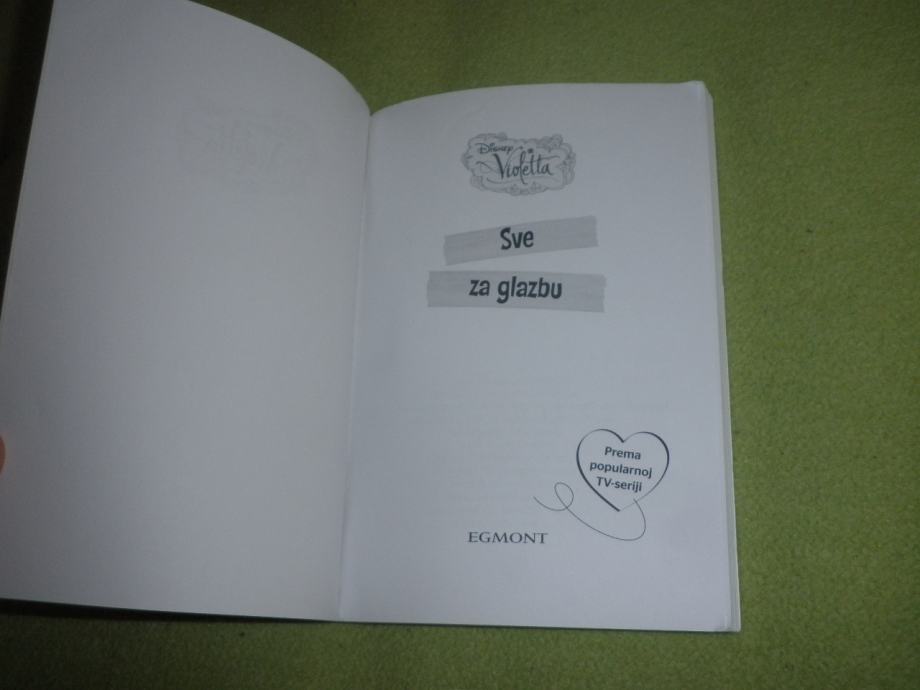 Disney
Violetta
Sve
za glazbu
Prema
popularnoj
TV-seriji
EGMONT